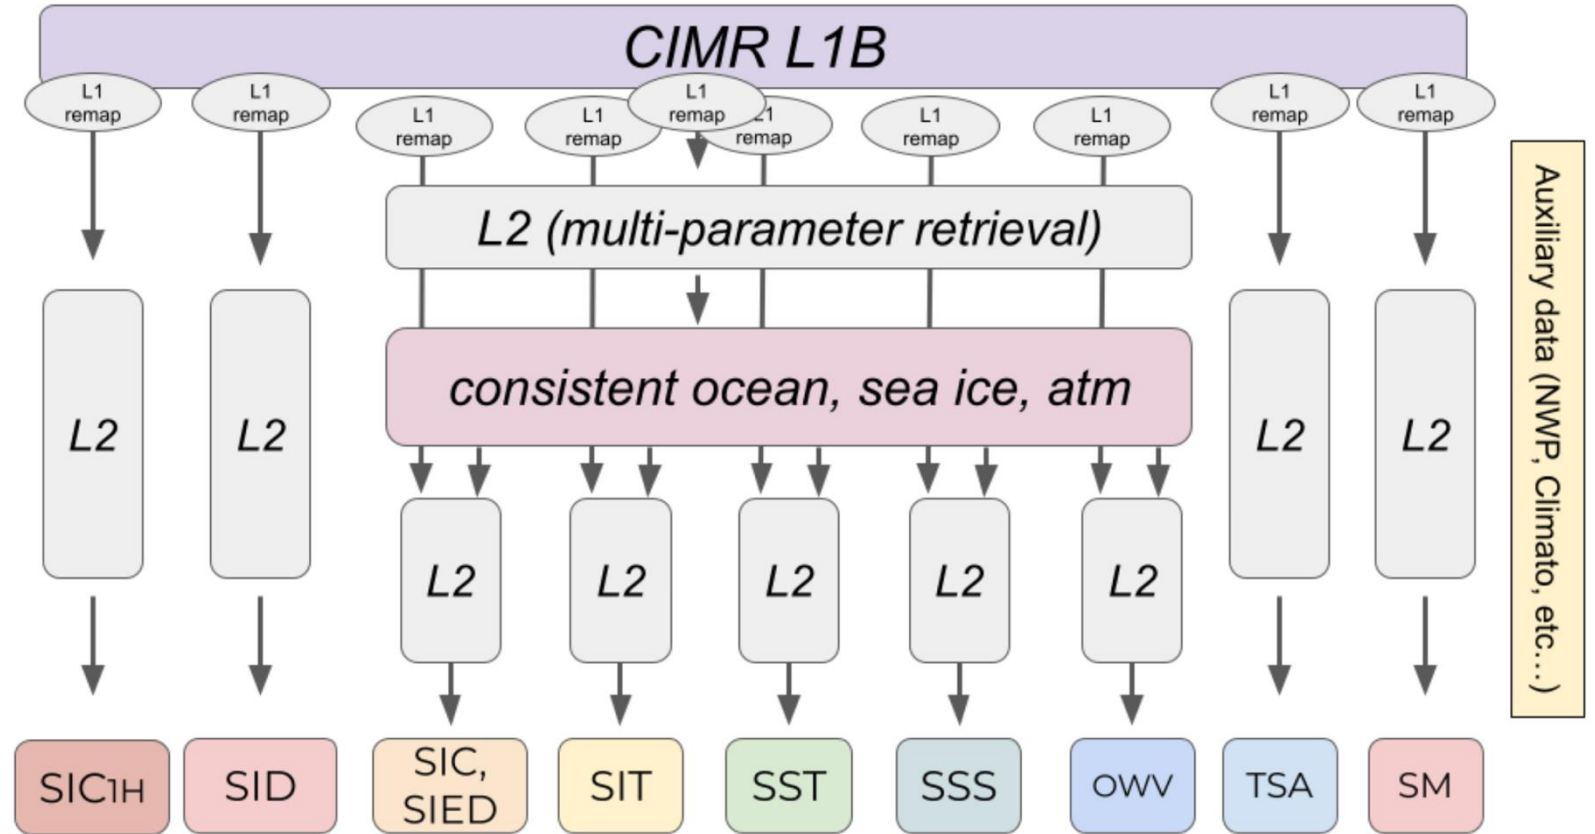 CIMR L1B
L1
remap
L1
remap
L1
remap
L1
remap
L1
remap
L1
remap
L1
remap
L1
remap
L1
remap
L1
remap
L2 (multi-parameter retrieval)
consistent ocean, sea ice, atm
L2
L2
L2
L2
L2
L2
L2
L2
L2
SIC1H
SID
SIC,
SIED
SIT
SST
SSS
OWV
TSA
SM
Auxiliary data (NWP, Climato, etc...)